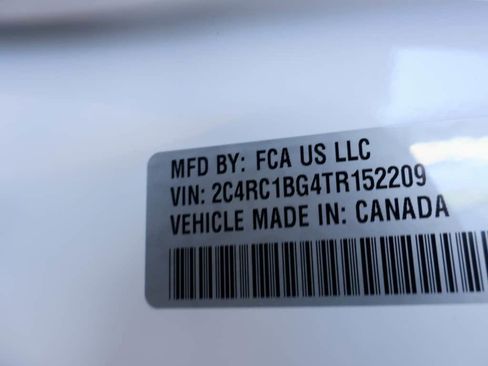 MFD BY: FCA US LLC
VIN: 2C4RC1BG4TR152209
VEHICLE MADE IN: CANADA